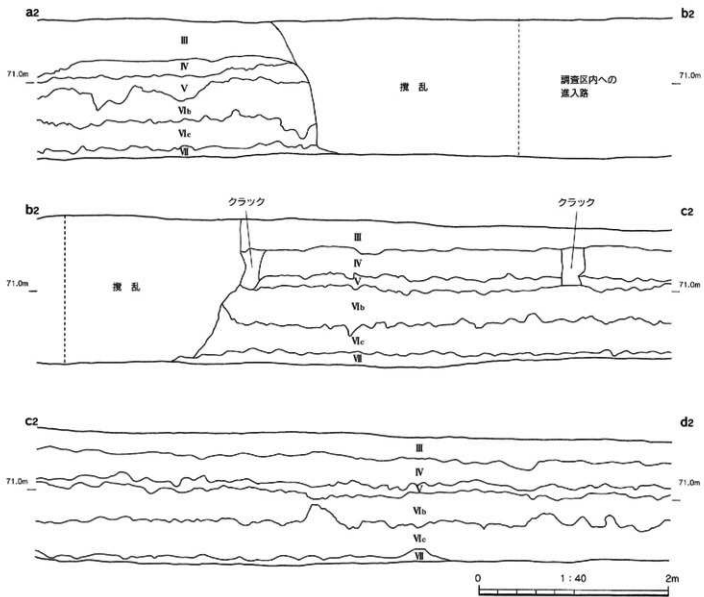 a2
b2
Ⅲ
Ⅳ
71.0m
71.0m
Ⅴ
撹 乱
調査区内への
進入路
Ⅵb
Ⅵc
Ⅶ
b2
クラック
クラック
c2
Ⅲ
Ⅳ
Ⅴ
71.0m
71.0m
撹 乱
Ⅵb
Ⅵc
Ⅶ
c2
d2
Ⅲ
Ⅳ
71.0m
71.0m
Ⅴ
Ⅵb
Ⅵc
Ⅶ
0
1:40
2m